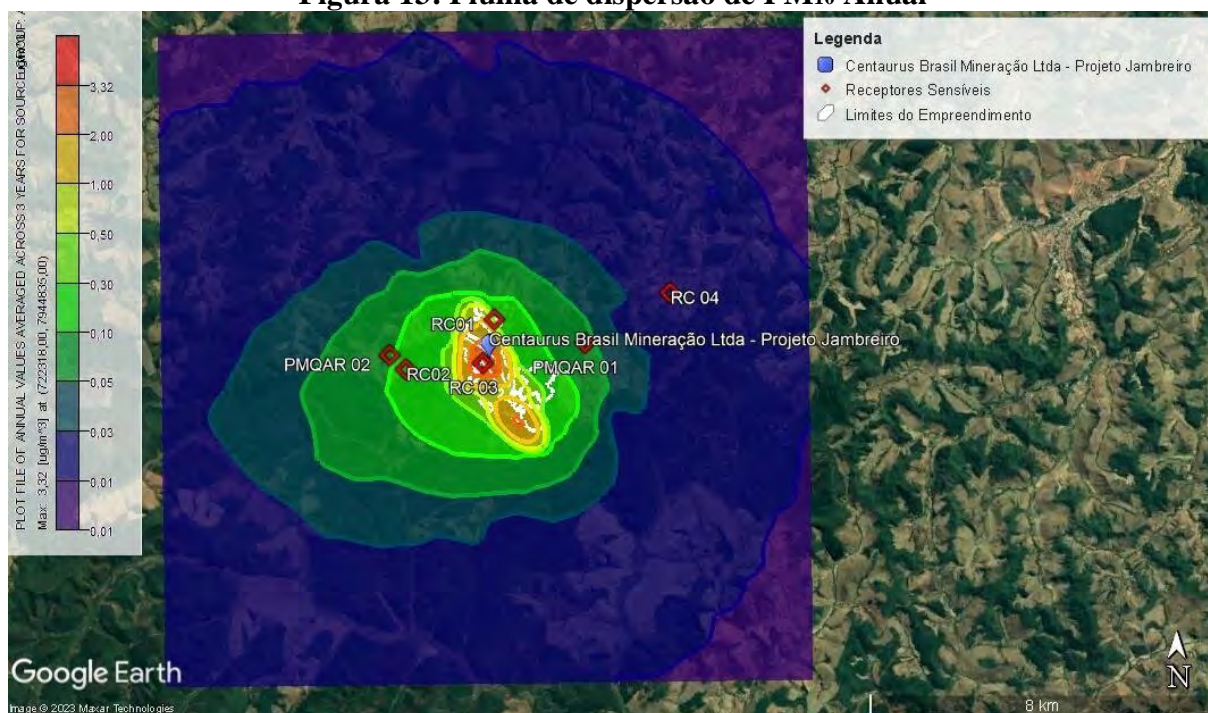 Figura 15: Pluma de dispersão de PM10 Anual
PLOT FILE OF ANNUAL VALUES AVERAGED ACROSS 3 YEARS FOR SOURCE GROUP:
Max: 3,32 [ug/m^3] at (722318,00, 7944835,00)
3,32
2,00
1,00
0,50
0,30
0,10
0,05
0,03
0,01
0,01
Legenda
Centaurus Brasil Mineração Ltda - Projeto Jambreiro
Receptores Sensíveis
Limites do Empreendimento
RC 04
RC01
Centaurus Brasil Mineração Ltda - Projeto Jambreiro
PMQAR 02
RC02
RC 03
PMQAR 01
Google Earth
Image © 2023 Maxar Technologies
N
8 km